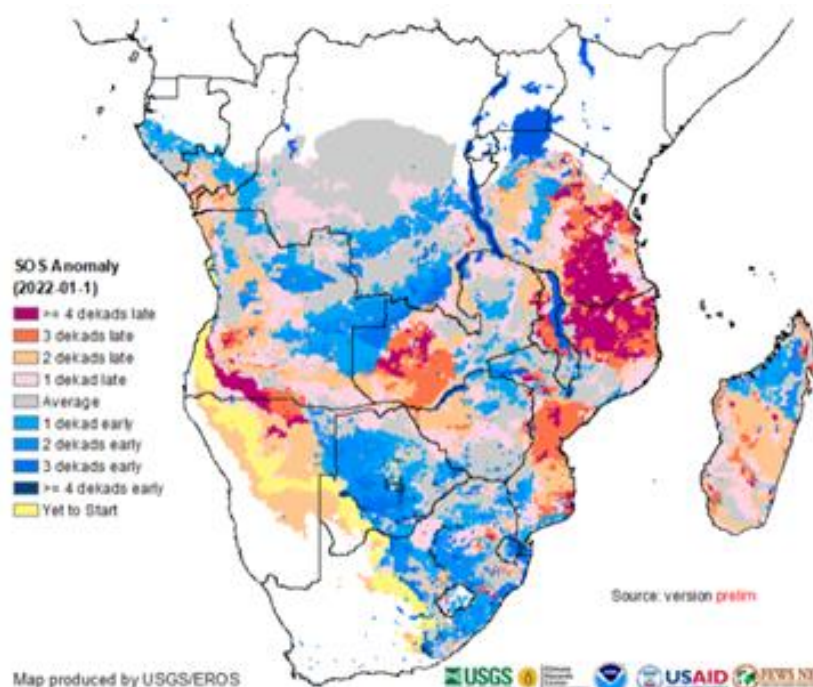 SOS Anomaly
(2022-01-1)
>= 4 dekads late
3 dekads late
2 dekads late
1 dekad late
Average
1 dekad early
2 dekads early
3 dekads early
>= 4 dekads early
Yet to Start
Source: version prelim
Map produced by USGS/EROS
USGS
USAID
FEWS NE